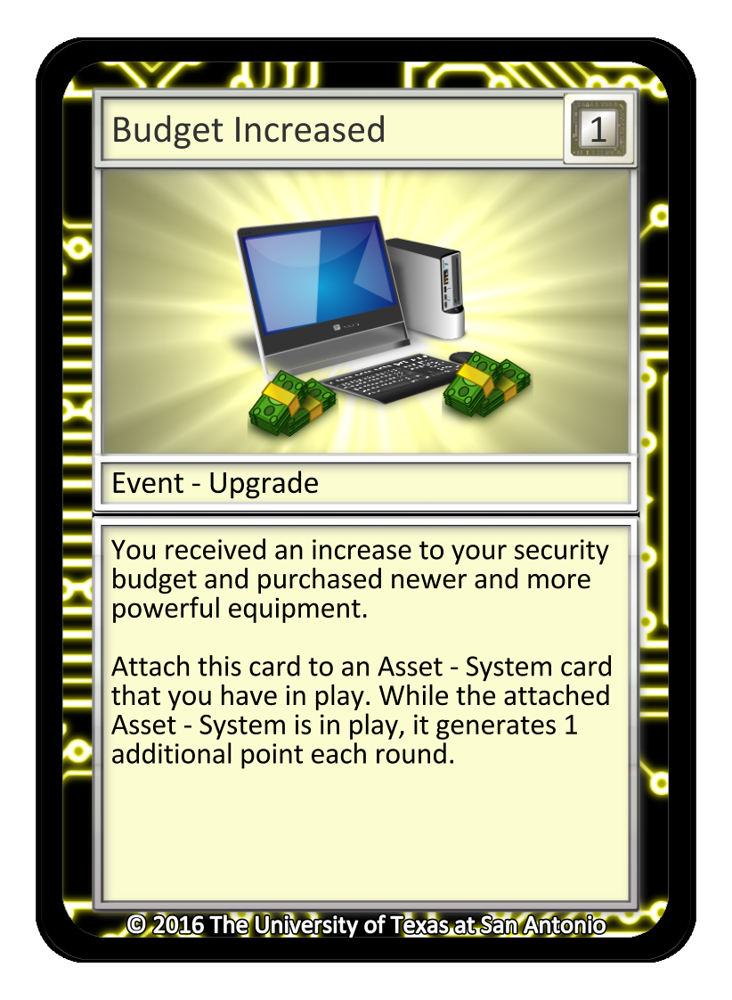 Budget Increased
1
Event - Upgrade
You received an increase to your security
budget and purchased newer and more
powerful equipment.
Attach this card to an Asset - System card
that you have in play. While the attached
Asset - System is in play, it generates 1
additional point each round.
© 2016 The University of Texas at San Antonio